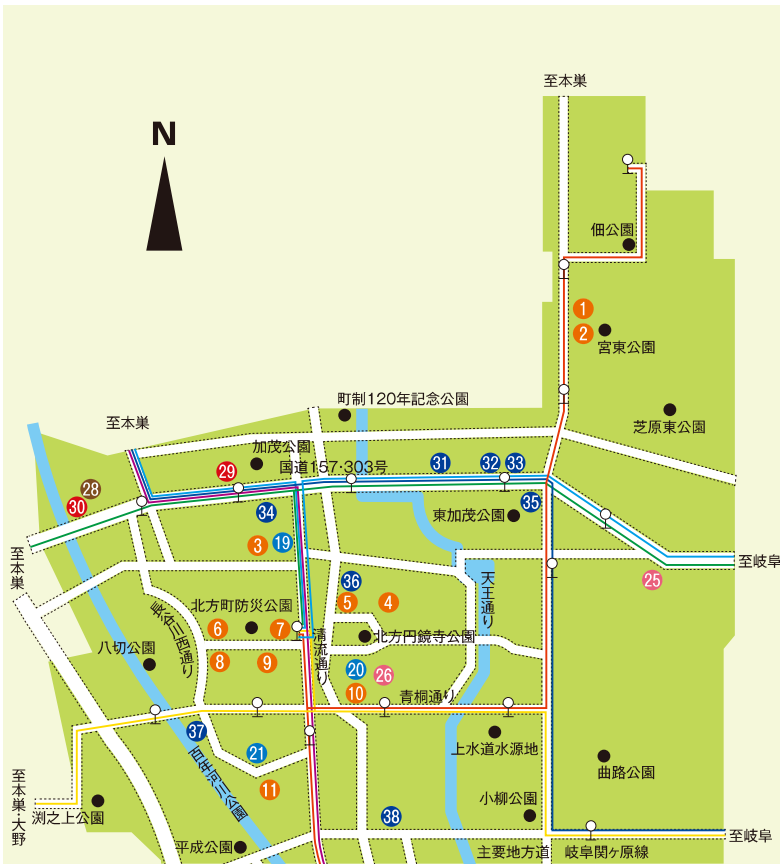 至本巣
N
佃公園
1
2
宮東公園
町制120年記念公園
芝原東公園
至本巣
加茂公園
国道157・303号
31
32
33
29
28
30
34
35
東加茂公園
3
19
至本巣
至岐阜
25
36
天王通り
長谷川西通り
北方町防災公園
5
4
6
7
清流通り
北方円鏡寺公園
八切公園
8
9
20
26
10
青桐通り
37
21
百年河川公園
上水道水源地
曲路公園
至本巣・大野
11
渕之上公園
小柳公園
38
平成公園
主要地方道 岐阜関ヶ原線
至岐阜